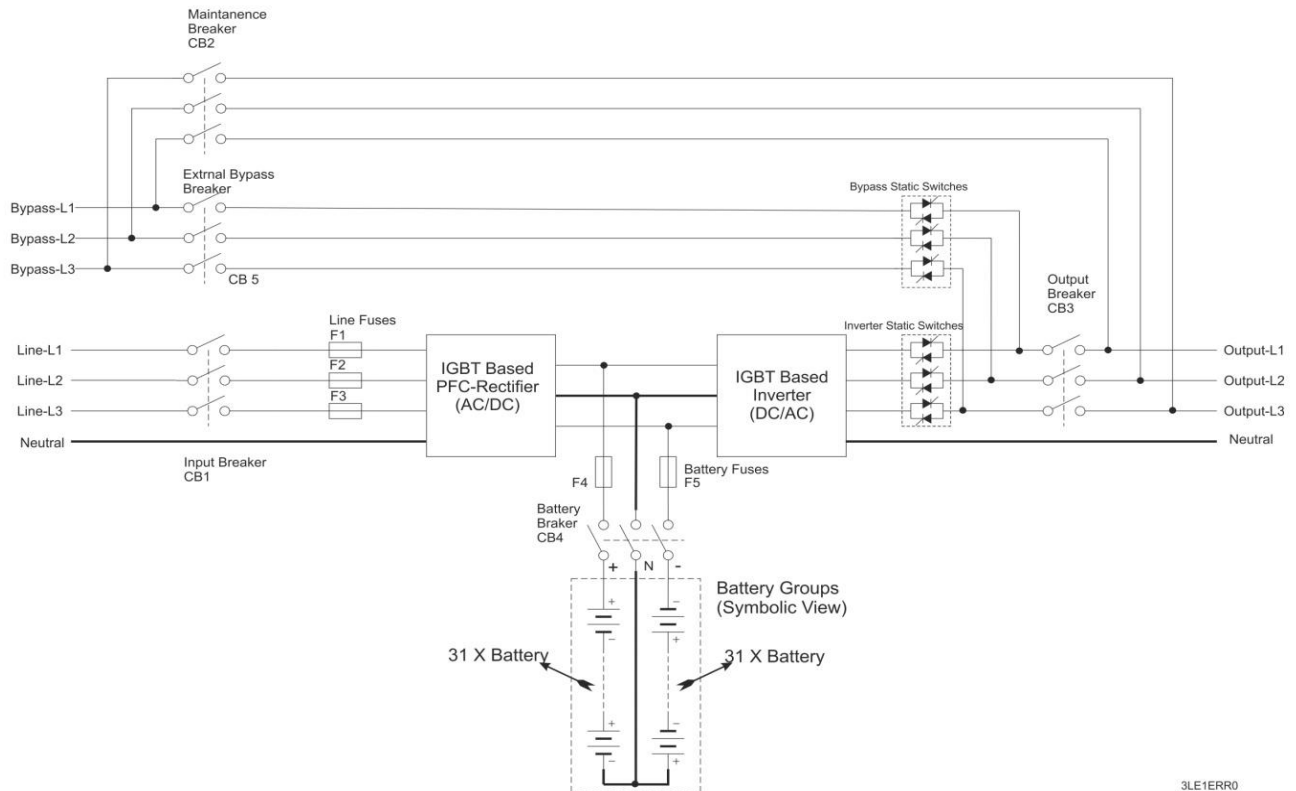 Maintanence
Breaker
CB2
Extrnal Bypass
Breaker
Bypass Static Switches
Bypass-L1
Bypass-L2
Bypass-L3
CB 5
Output
Breaker
CB3
Line Fuses
Inverter Static Switches
F1
Line-L1
F2
Line-L2
F3
Line-L3
Neutral
IGBT Based
PFC-Rectifier
(AC/DC)
IGBT Based
Inverter
(DC/AC)
Output-L1
Output-L2
Output-L3
Neutral
Input Breaker
CB1
F4
F5
Battery Fuses
Battery
Braker
CB4
+ N -
Battery Groups
(Symbolic View)
+ -
- +
31 X Battery
31 X Battery
+ -
- +
3LE1ERR0